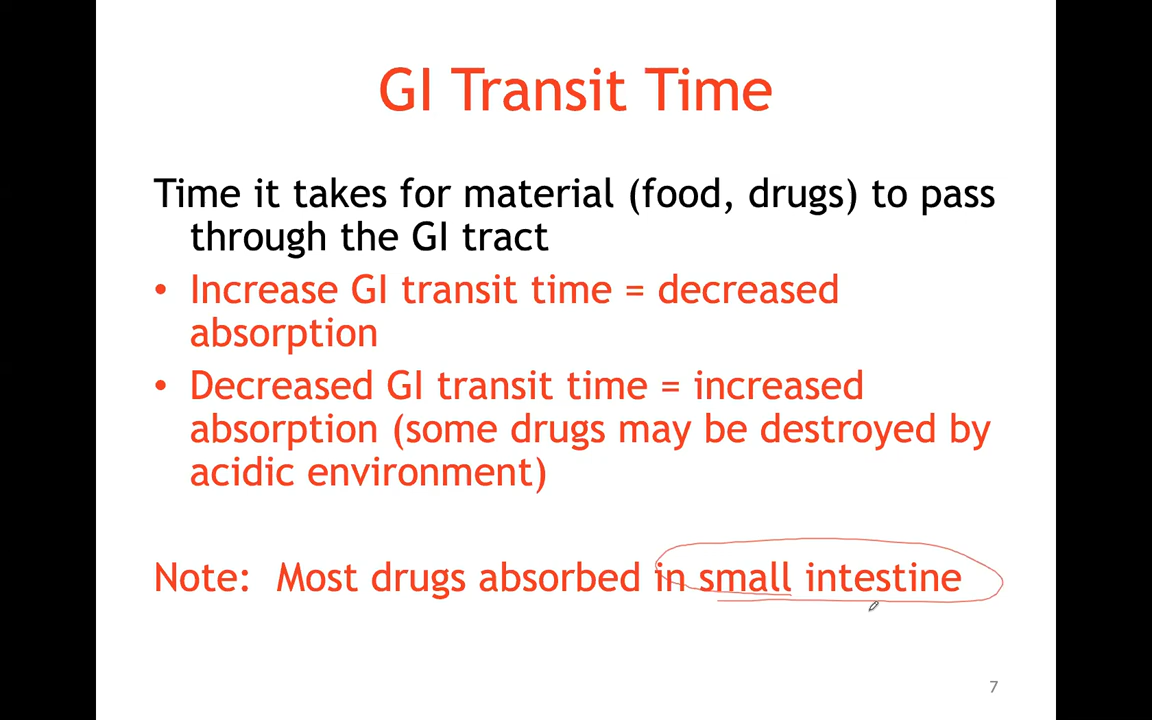 GI Transit Time
Time it takes for material (food, drugs) to pass
through the GI tract
• Increase GI transit time = decreased
absorption
• Decreased GI transit time = increased
absorption (some drugs may be destroyed by
acidic environment)
Note: Most drugs absorbed in small intestine
7